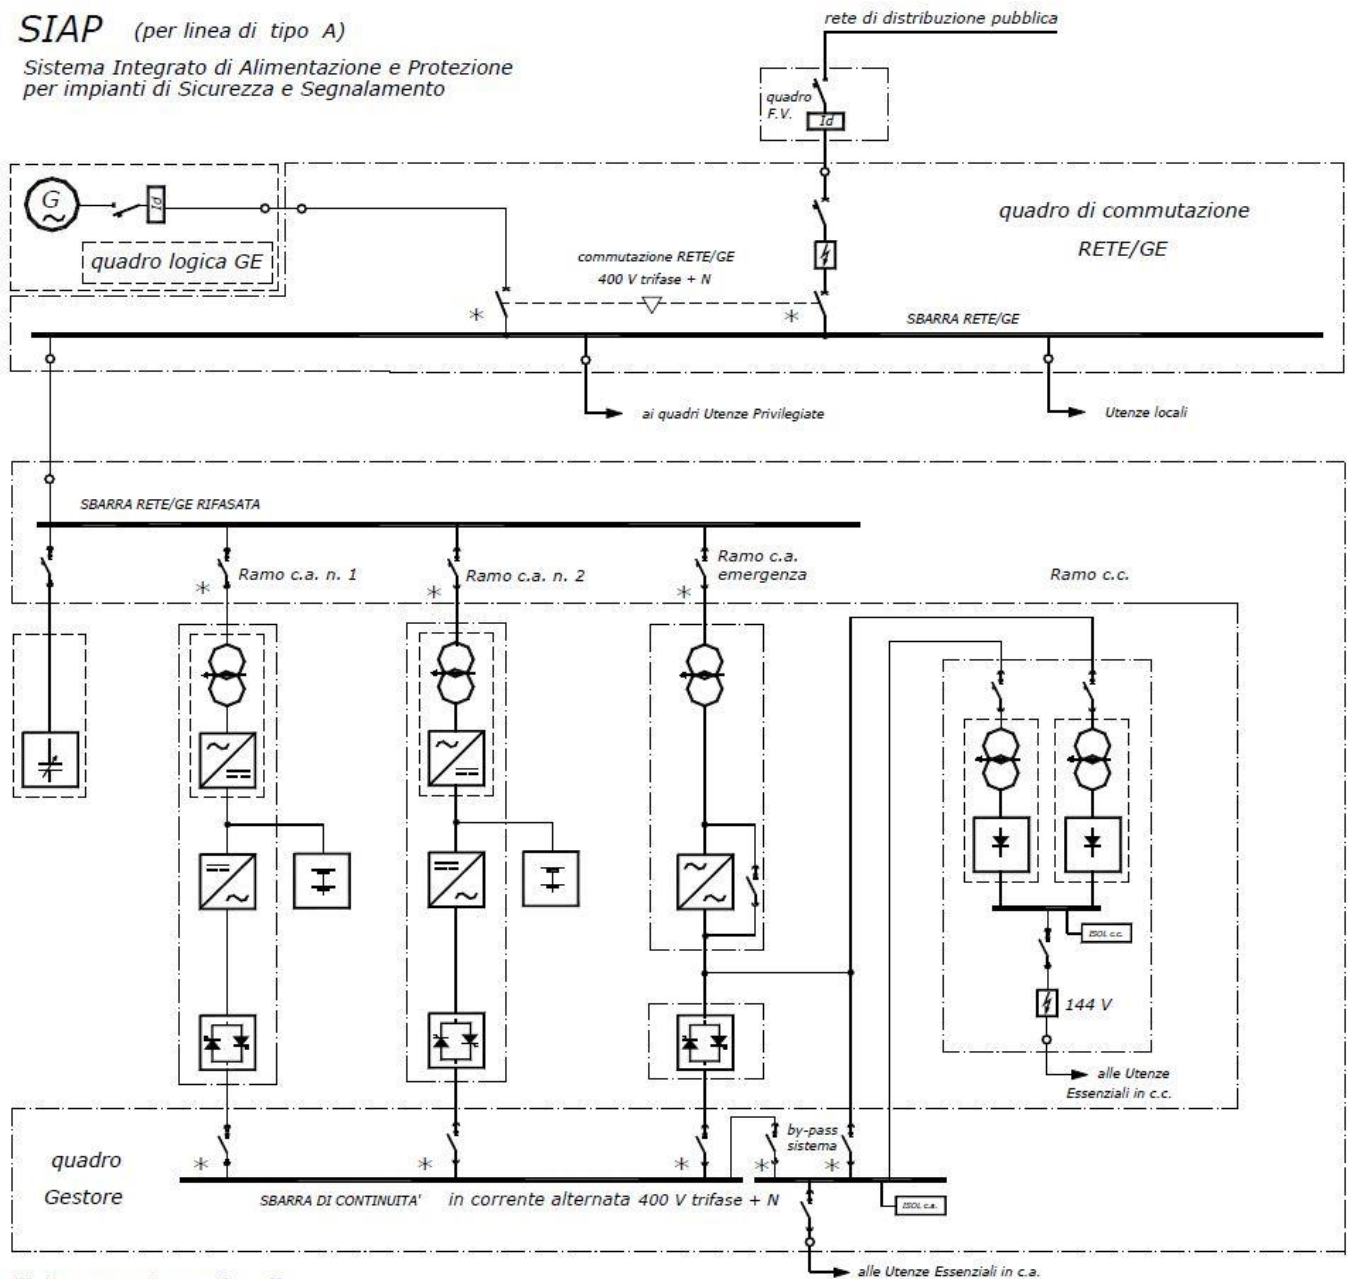 SIAP (per linea di tipo A)
Sistema Integrato di Alimentazione e Protezione
per impianti di Sicurezza e Segnalamento
rete di distribuzione pubblica
quadro
F.V.
Id
G
Id
quadro logica GE
quadro di commutazione
RETE/GE
commutazione RETE/GE
400 V trifase + N
*
*
SBARRA RETE/GE
ai quadri Utenze Privilegiate
Utenze locali
SBARRA RETE/GE RIFASATA
Ramo c.a. n. 1
*
Ramo c.a. n. 2
*
Ramo c.a.
emergenza
*
Ramo c.c.
ISOL c.c.
144 V
alle Utenze
Essenziali in c.c.
quadro
Gestore
*
*
*
by-pass
sistema
*
*
SBARRA DI CONTINUITA' in corrente alternata 400 V trifase + N
ISOL c.a.
alle Utenze Essenziali in c.a.